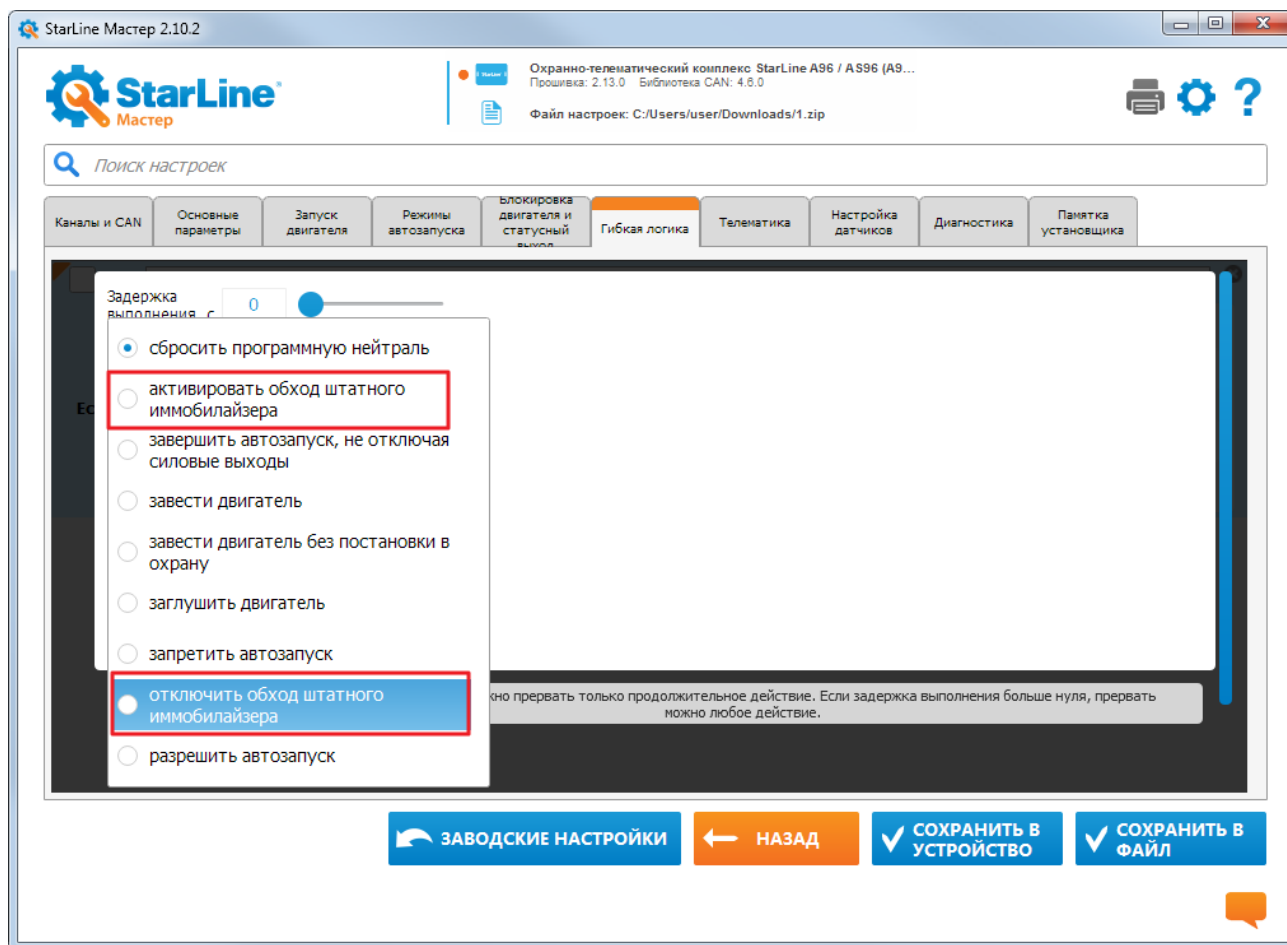 StarLine Мастер 2.10.2
StarLine
Мастер
StarLine
Охранно-телематический комплекс StarLine A96 / AS96 (A9...
Прошивка: 2.13.0 Библиотека CAN: 4.6.0
Файл настроек: C:/Users/user/Downloads/1.zip
?
Поиск настроек
Каналы и CAN
Основные
параметры
Запуск
двигателя
Режимы
автозапуска
Блокировка
двигателя и
статусный
выход
Гибкая логика
Телематика
Настройка
датчиков
Диагностика
Памятка
установщика
Задержка
выполнения, с
0
Ес
сбросить программную нейтраль
активировать обход штатного
иммобилайзера
завершить автозапуск, не отключая
силовые выходы
завести двигатель
завести двигатель без постановки в
охрану
заглушить двигатель
запретить автозапуск
отключить обход штатного
иммобилайзера
разрешить автозапуск
жно прервать только продолжительное действие. Если задержка выполнения больше нуля, прервать
можно любое действие.
ЗАВОДСКИЕ НАСТРОЙКИ
НАЗАД
СОХРАНИТЬ В
УСТРОЙСТВО
СОХРАНИТЬ В
ФАЙЛ